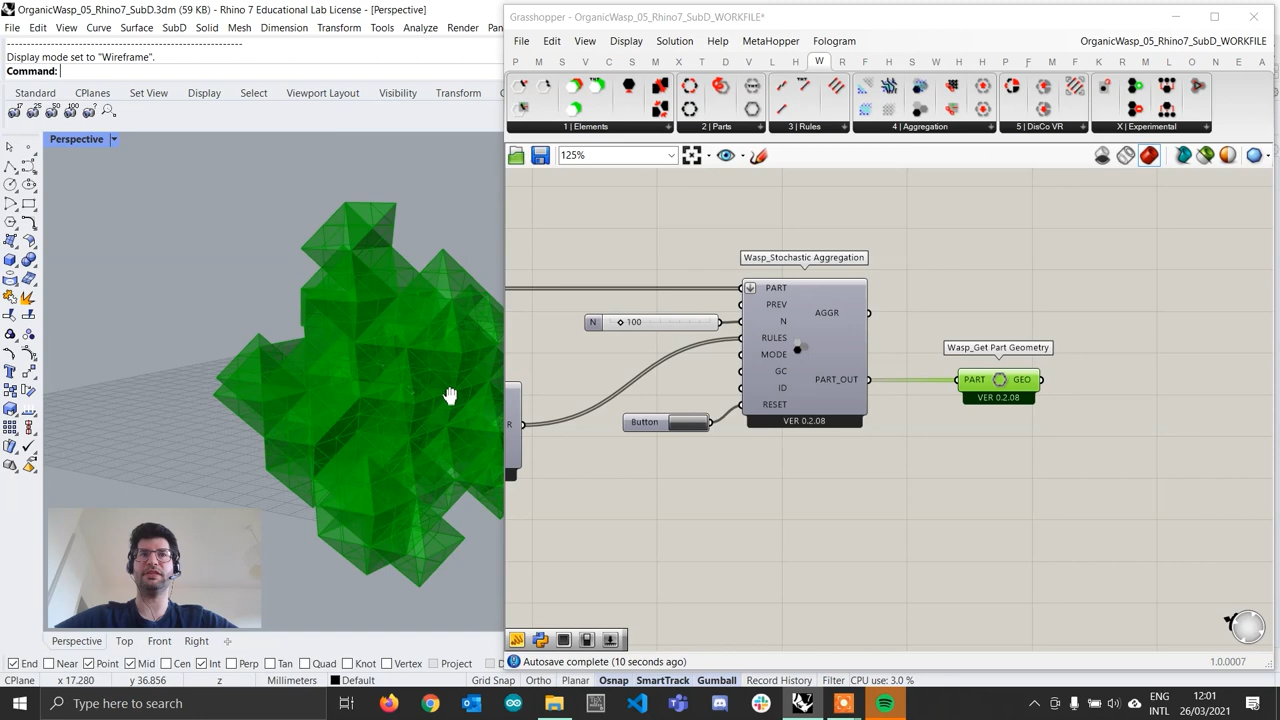 OrganicWasp_05_Rhino7_SubD.3dm (59 KB) - Rhino 7 Educational Lab License - [Perspective]
File Edit View Curve Surface SubD Solid Mesh Dimension Transform Tools Analyze Render
Display mode set to "Wireframe".
Command:
Standard CPlanes Set View Display Select Viewport Layout Visibility Transform
Perspective
Grasshopper - OrganicWasp_05_Rhino7_SubD_WORKFILE*
File Edit View Display Solution Help MetaHopper Fologram OrganicWasp_05_Rhino7_SubD_WORKFILE
P M S V I S X T D V L H A W R F H L K B H H P F L N L W O N E A
1 | Elements 2 | Parts 3 | Rules 4 | Aggregation 5 | DisCo VR X | Experimental
125%
Wasp_Stochastic Aggregation
PART
PREV
N 100
N
RULES
MODE
GC
ID
RESET
AGGR
PART_OUT
VER 0.2.08
Button
R
Wasp_Get Part Geometry
PART GEO
VER 0.2.08
Perspective Top Front Right
Autosave complete (10 seconds ago) 1.0.0007
End Near Point Mid Cen Int Perp Tan Quad Knot Vertex Project
CPlane x 17.280 y 36.856 z Millimeters Default Grid Snap Ortho Planar Osnap SmartTrack Gumball Record History Filter CPU use: 3.0 %
Type here to search
ENG
INTL
12:01
26/03/2021